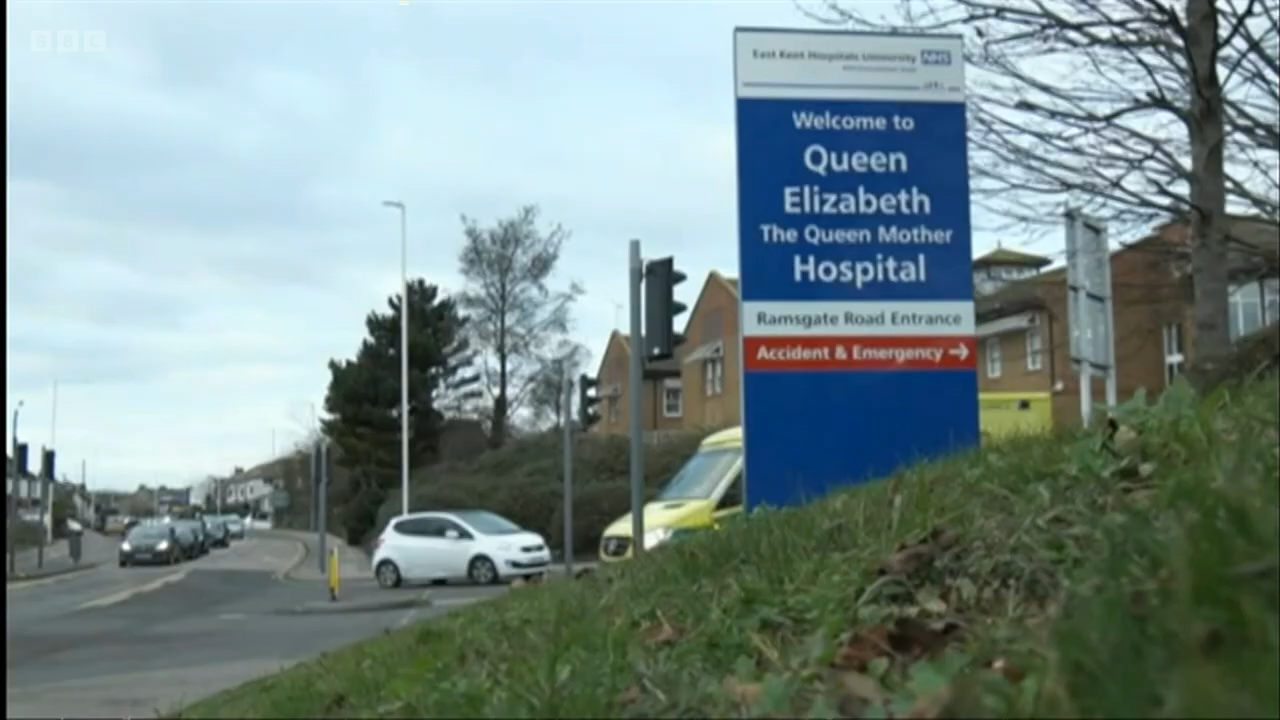 BBC
East Kent Hospitals University NHS
Welcome to
Queen
Elizabeth
The Queen Mother
Hospital
Ramsgate Road Entrance
Accident & Emergency →